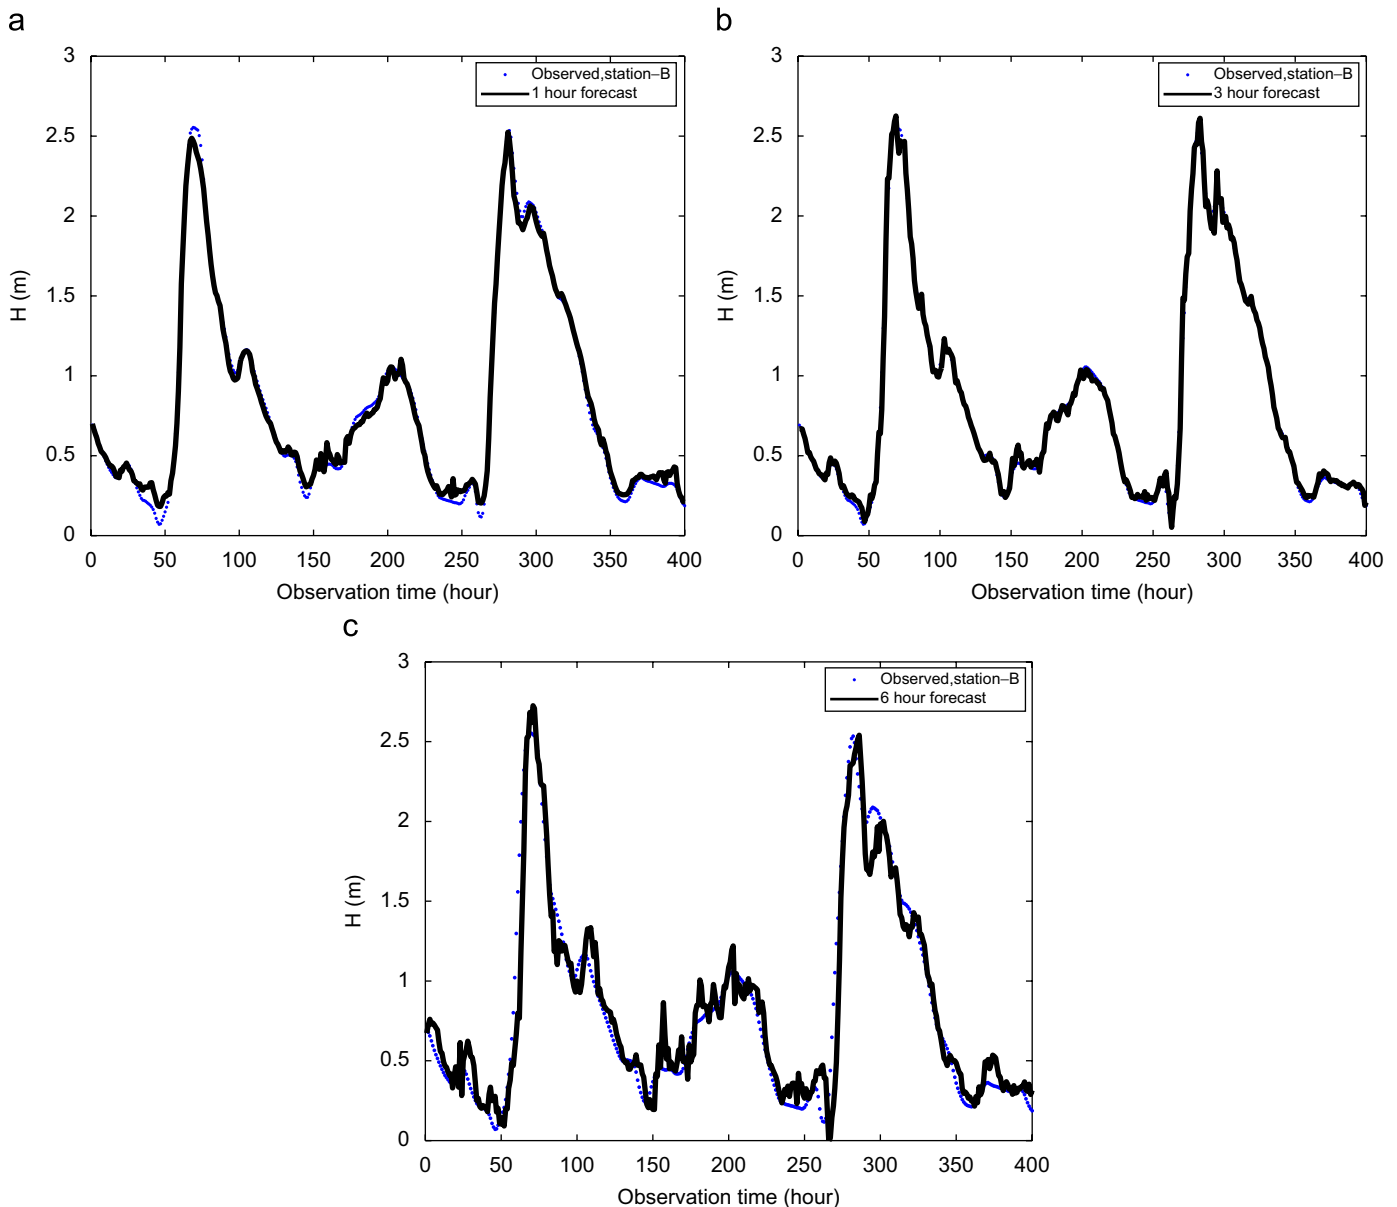 a
3
2.5
2
1.5
1
0.5
0
H (m)
Observed,station–B
1 hour forecast
0 50 100 150 200 250 300 350 400
Observation time (hour)
b
3
2.5
2
1.5
1
0.5
0
H (m)
Observed,station–B
3 hour forecast
0 50 100 150 200 250 300 350 400
Observation time (hour)
c
3
2.5
2
1.5
1
0.5
0
H (m)
Observed,station–B
6 hour forecast
0 50 100 150 200 250 300 350 400
Observation time (hour)